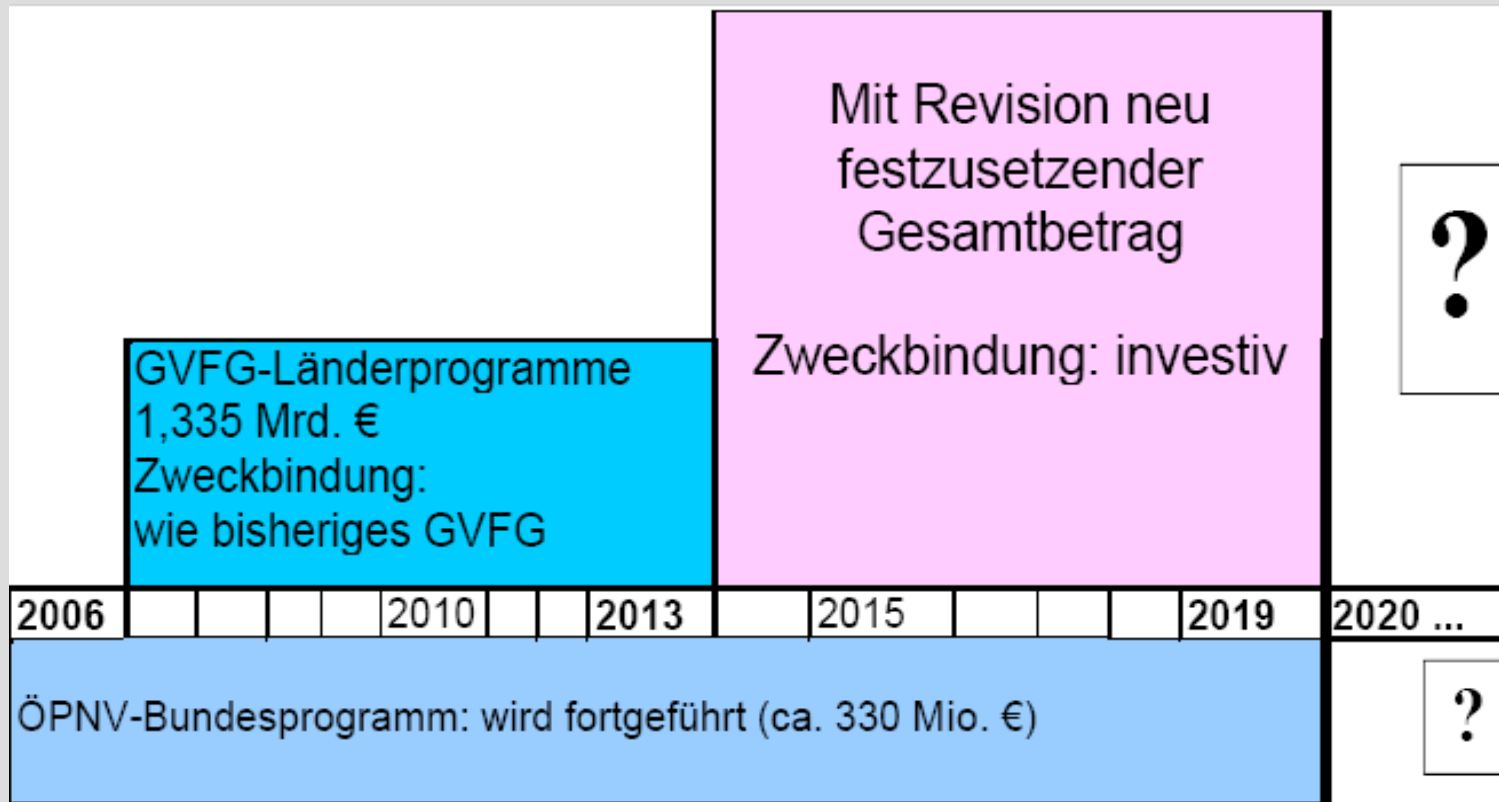 Mit Revision neu
festzusetzender
Gesamtbetrag
Zweckbindung: investiv
?
GVFG-Länderprogramme
1,335 Mrd. €
Zweckbindung:
wie bisheriges GVFG
2006 2010 2013 2015 2019 2020 ...
ÖPNV-Bundesprogramm: wird fortgeführt (ca. 330 Mio. €)
?